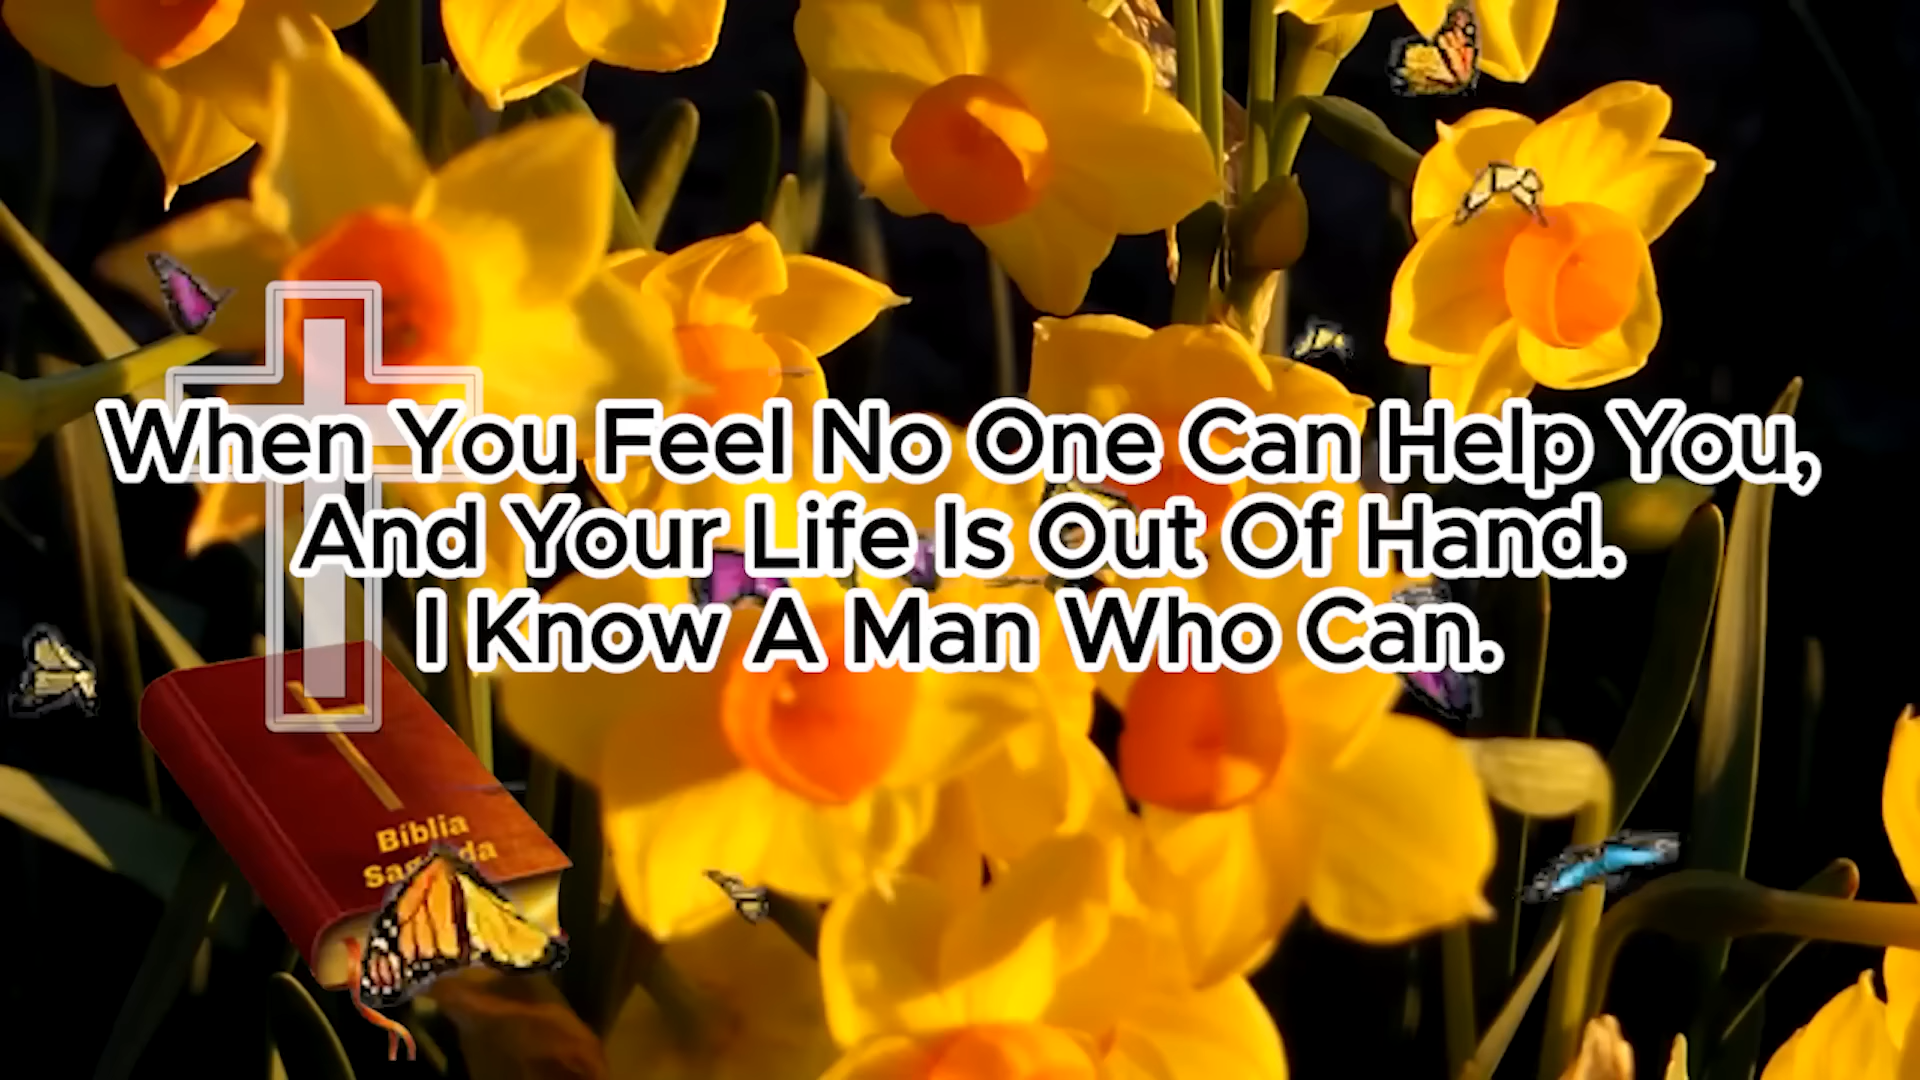 When You Feel No One Can Help You,
And Your Life Is Out Of Hand.
I Know A Man Who Can.
Bíblia